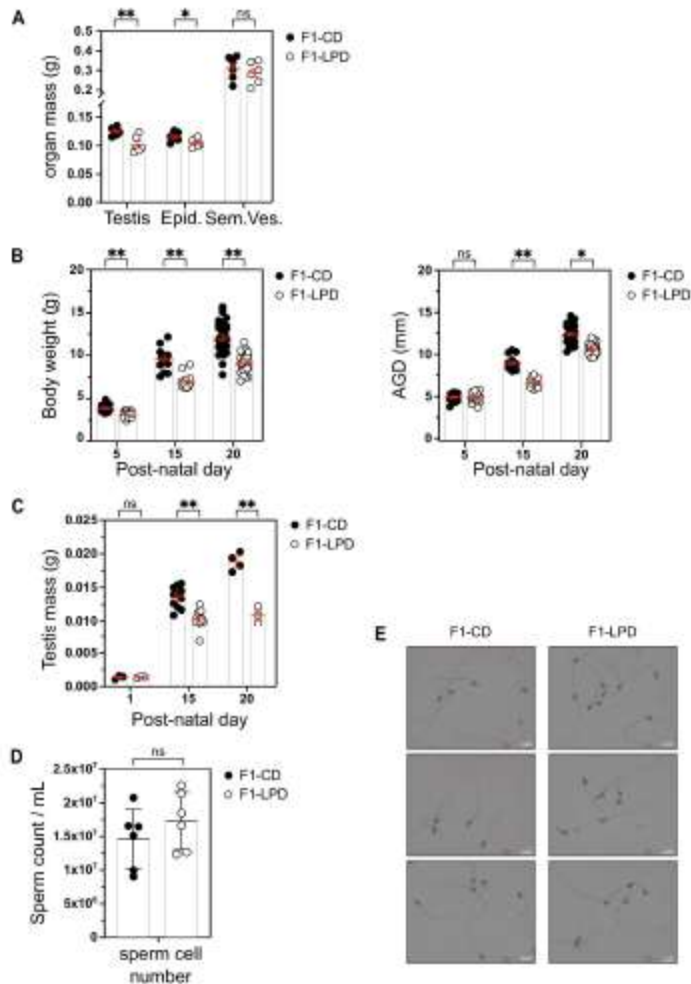 A
** * ns
F1-CD
F1-LPD
organ mass (g)
0.5
0.4
0.3
0.2
0.15
0.10
0.05
0.00
Testis Epid. Sem.Ves.
B
** ** **
F1-CD
F1-LPD
Body weight (g)
20
15
10
5
0
5 15 20
Post-natal day
ns ** *
F1-CD
F1-LPD
AGD (mm)
20
15
10
5
0
5 15 20
Post-natal day
C
ns ** **
F1-CD
F1-LPD
Testis mass (g)
0.025
0.020
0.015
0.010
0.005
0.000
1 15 20
Post-natal day
D
ns
F1-CD
F1-LPD
Sperm count / mL
2.5x10⁷
2x10⁷
1.5x10⁷
1x10⁷
5x10⁶
0
sperm cell
number
E
F1-CD F1-LPD